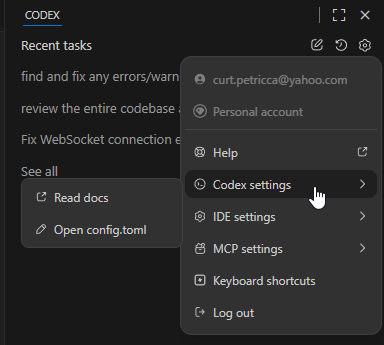 CODEX
Recent tasks
find and fix any errors/warn
review the entire codebase
Fix WebSocket connection e
See all
curt.petricca@yahoo.com
Personal account
Help
Codex settings
IDE settings
MCP settings
Keyboard shortcuts
Log out
Read docs
Open config.toml